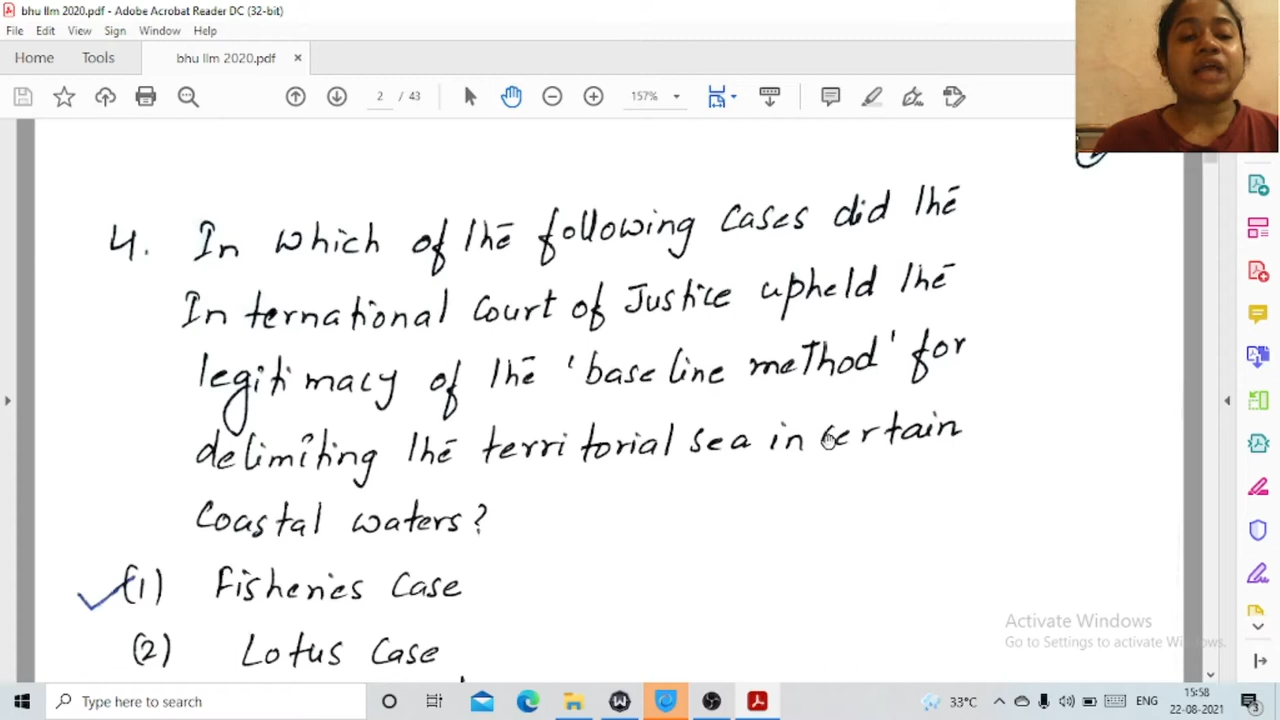 bhu llm 2020.pdf - Adobe Acrobat Reader DC (32-bit)
File Edit View Sign Window Help
Home Tools bhu llm 2020.pdf ×
2 / 43 157%
4. In which of the following cases did the
International Court of Justice upheld the
legitimacy of the 'baseline method' for
delimiting the territorial sea in certain
Coastal waters?
(1) Fisheries Case
(2) Lotus Case
Activate Windows
Go to Settings to activate Windows.
Type here to search
33°C ENG 15:58
22-08-2021
3